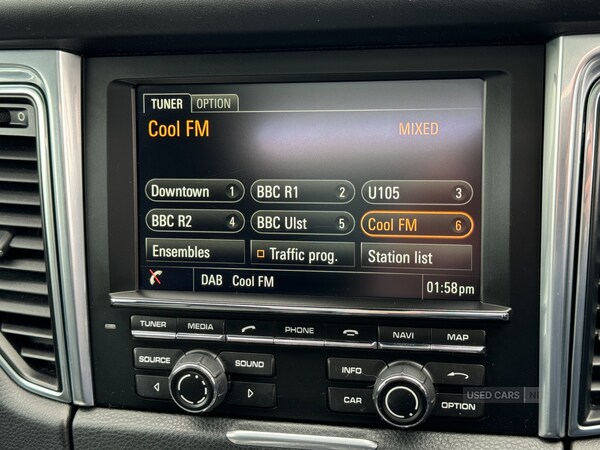 TUNER OPTION
Cool FM MIXED
Downtown 1 BBC R1 2 U105 3
BBC R2 4 BBC Ulst 5 Cool FM 6
Ensembles Traffic prog. Station list
DAB Cool FM 01:58pm
TUNER MEDIA PHONE NAVI MAP
SOURCE SOUND INFO
CAR OPTION
USED CARS NI